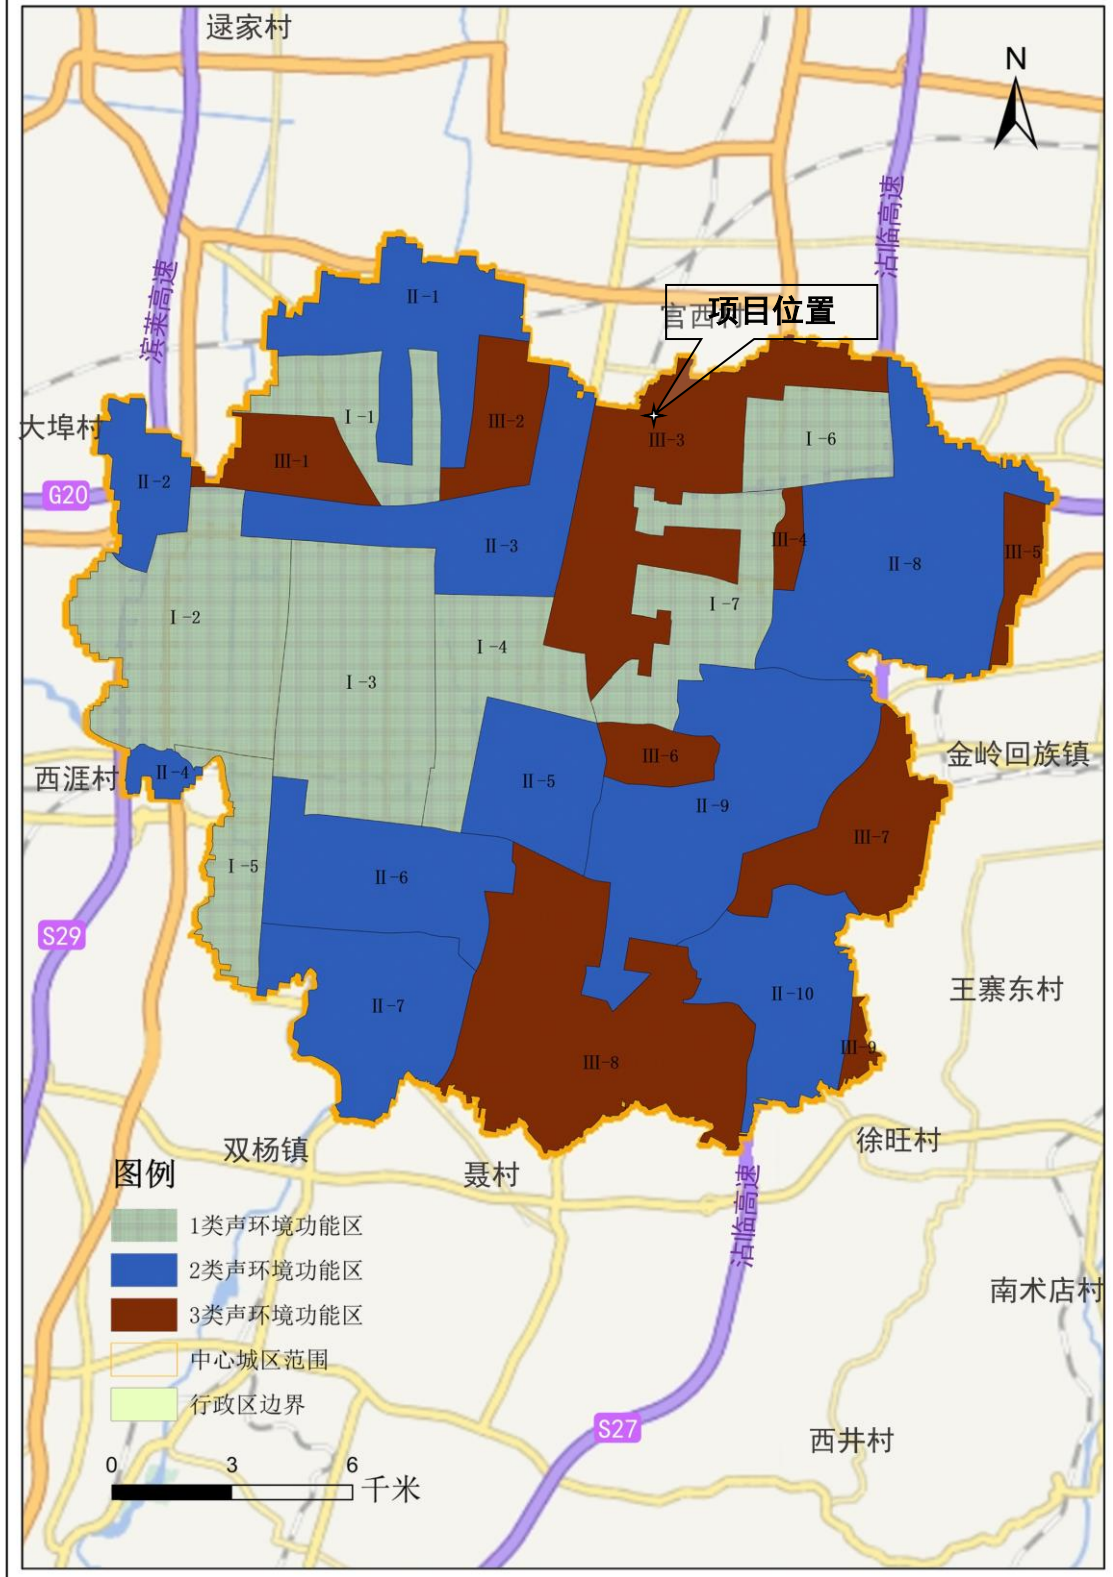 逯家村
N
滨莱高速
沾临高速
项目位置
官西村
II-1
大埠村
I-1
III-2
III-3
I-6
III-1
II-2
G20
II-3
III-4
II-8
III-5
I-7
I-2
I-4
I-3
金岭回族镇
III-6
II-4
西涯村
II-5
II-9
III-7
I-5
II-6
S29
II-7
II-10
王寨东村
III-8
III-9
双杨镇
聂村
徐旺村
沾临高速
南术店村
S27
西井村
图例
1类声环境功能区
2类声环境功能区
3类声环境功能区
中心城区范围
行政区边界
0 3 6
千米